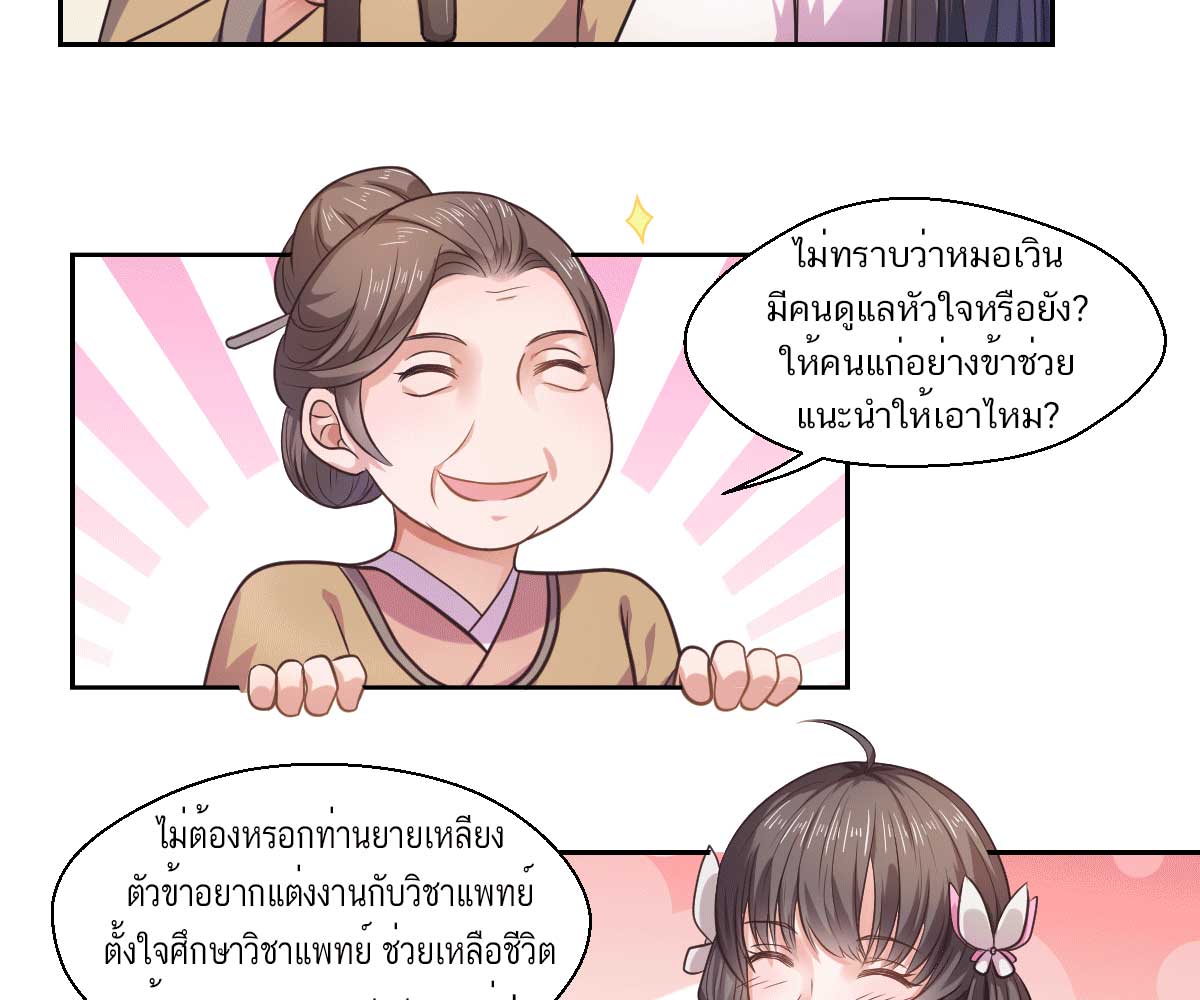 ไม่ทราบว่าหมอเวิน
มีคนดูแลหัวใจหรือยัง?
ให้คนแก่อย่างข้าช่วย
แนะนำให้เอาไหม?
ไม่ต้องหรอกท่านยายเหลียง
ตัวข้าอยากแต่งงานกับวิชาแพทย์
ตั้งใจศึกษาวิชาแพทย์ ช่วยเหลือชีวิต